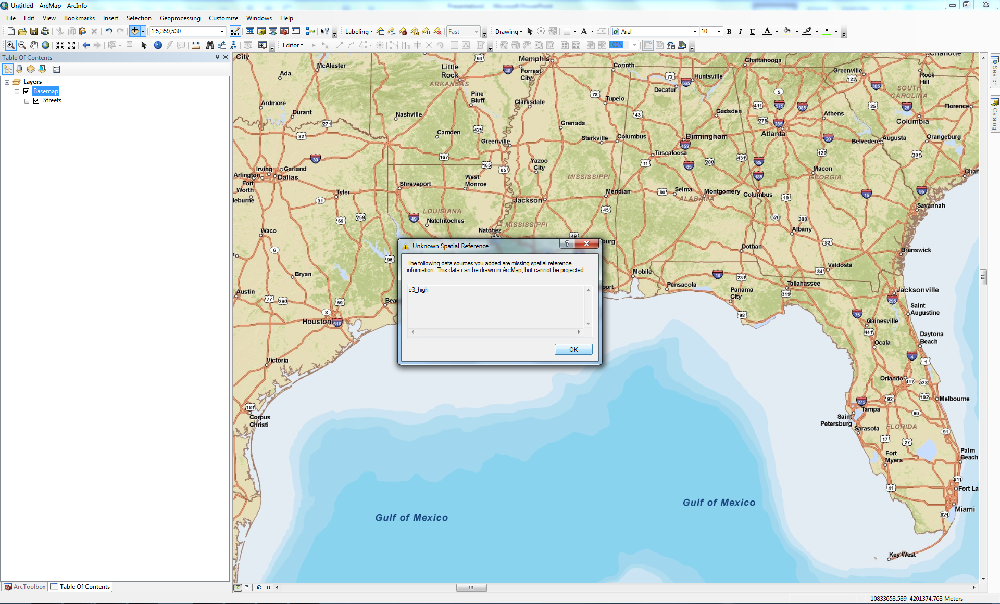 Untitled - ArcMap - ArcInfo
File Edit View Bookmarks Insert Selection Geoprocessing Customize Windows Help
1:5,359,530
Labeling
Fast
Drawing
Arial
10
B I U A
Editor
100%
Table Of Contents
Layers
Basemap
Streets
Search
Catalog
City
McAlester
Ada
Ardmore
Durant
Little
Rock
ARKANSAS
Pine
Bluff
Nashville
Camden
Memphis
Forrest
City
Clarksdale
Corinth
Tupelo
Grenada
Greenville
Starkville
Columbus
Chattanooga
Huntsville
Decatur
Gadsden
Birmingham
Tuscaloosa
Atlanta
Athens
Greenville
Rock
Hill
Charlotte
SOUTH
CAROLINA
Florence
Columbia
Belvedere
Augusta
Orangeburg
Irving
Garland
Arlington
Dallas
Fort
Worth
leburne
Tyler
Shreveport
West
Monroe
Yazoo
City
MISSISSIPPI
Jackson
Meridian
Selma
Montgomery
ALABAMA
Columbus
Macon
GEORGIA
Char
Savannah
LOUISIANA
Natchitoches
Natchez
MISSISSIPPI
Waco
Albany
Dothan
Brunswick
Valdosta
Bryan
Austin
Houston
Bea
Mobile
Pensacola
Panama
City
Tallahassee
Jacksonville
Saint
Augustine
Gainesville
Daytona
Beach
Ocala
Victoria
Orlando
Melbourne
Tampa
Saint
Petersburg
Sarasota
FLORIDA
Corpus
Christi
Fort
Myers
Palm
Beach
Fort La
Miami
Key West
Gulf of Mexico
Gulf of Mexico
64
40
72
565
78
5
123
385
411
575
985
25
26
43
278
285
271
82
425
20
459
129
301
30
167
165
65
11
65
280
431
85
185
31
80
19
16
95
69
259
49
45
520
300
6
96
49
82
10
231
84
77
290
59
8
610
319
295
98
75
441
4
1
417
528
181
275
92
192
60
91
17
27
41
811
821
burg
port
Unknown Spatial Reference
The following data sources you added are missing spatial reference
information. This data can be drawn in ArcMap, but cannot be projected:
c3_high
OK
ArcToolbox
Table Of Contents
-10833653.539 4201374.763 Meters